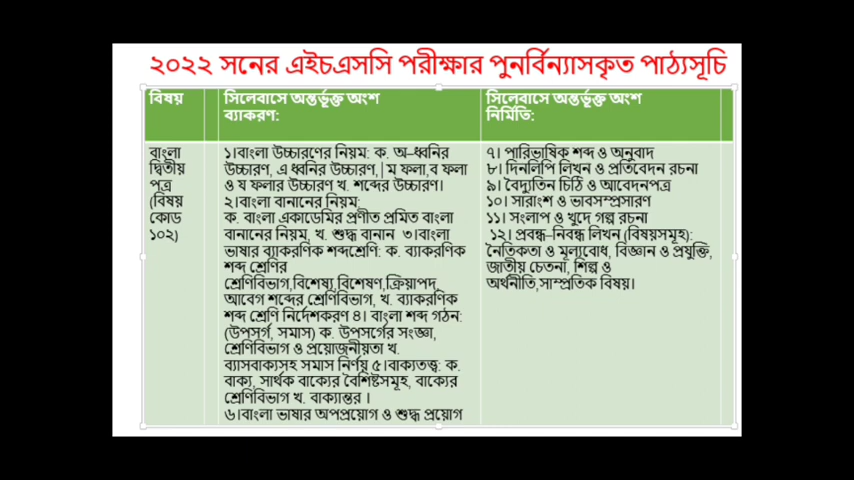 ২০২২ সনের এইচএসসি পরীক্ষার পুনর্বিন্যাসকৃত পাঠ্যসূচি
বিষয়
সিলেবাসে অন্তর্ভুক্ত অংশ
ব্যাকরণ:
সিলেবাসে অন্তর্ভুক্ত অংশ
নির্মিতি:
বাংলা
দ্বিতীয়
পত্র
(বিষয়
কোড
১০২)
১।বাংলা উচ্চারণের নিয়ম: ক. অ–ধ্বনির
উচ্চারণ, এ ধ্বনির উচ্চারণ,| ম ফলা,ব ফলা
ও য ফলার উচ্চারণ খ. শব্দের উচ্চারণ।
২।বাংলা বানানের নিয়ম:
ক. বাংলা একাডেমির প্রণীত প্রমিত বাংলা
বানানের নিয়ম, খ. শুদ্ধ বানান ৩।বাংলা
ভাষার ব্যাকরণিক শব্দশ্রেণি: ক. ব্যাকরণিক
শব্দ শ্রেণির
শ্রেণিবিভাগ,বিশেষ্য,বিশেষণ,ক্রিয়াপদ,
আবেগ শব্দের শ্রেণিবিভাগ, খ. ব্যাকরণিক
শব্দ শ্রেণি নির্দেশকরণ ৪। বাংলা শব্দ গঠন:
(উপসর্গ, সমাস) ক. উপসর্গের সংজ্ঞা,
শ্রেণিবিভাগ ও প্রয়োজনীয়তা খ.
ব্যাসবাক্যসহ সমাস নির্ণয় ৫।বাক্যতত্ত্ব: ক.
বাক্য, সার্থক বাক্যের বৈশিষ্টসমূহ, বাক্যের
শ্রেণিবিভাগ খ. বাক্যান্তর ।
৬।বাংলা ভাষার অপপ্রয়োগ ও শুদ্ধ প্রয়োগ
৭। পারিভাষিক শব্দ ও অনুবাদ
৮। দিনলিপি লিখন ও প্রতিবেদন রচনা
৯। বৈদ্যুতিন চিঠি ও আবেদনপত্র
১০। সারাংশ ও ভাবসম্প্রসারণ
১১। সংলাপ ও খুদে গল্প রচনা
১২। প্রবন্ধ–নিবন্ধ লিখন (বিষয়সমূহ):
নৈতিকতা ও মূল্যবোধ, বিজ্ঞান ও প্রযুক্তি,
জাতীয় চেতনা, শিল্প ও
অর্থনীতি,সাম্প্রতিক বিষয়।